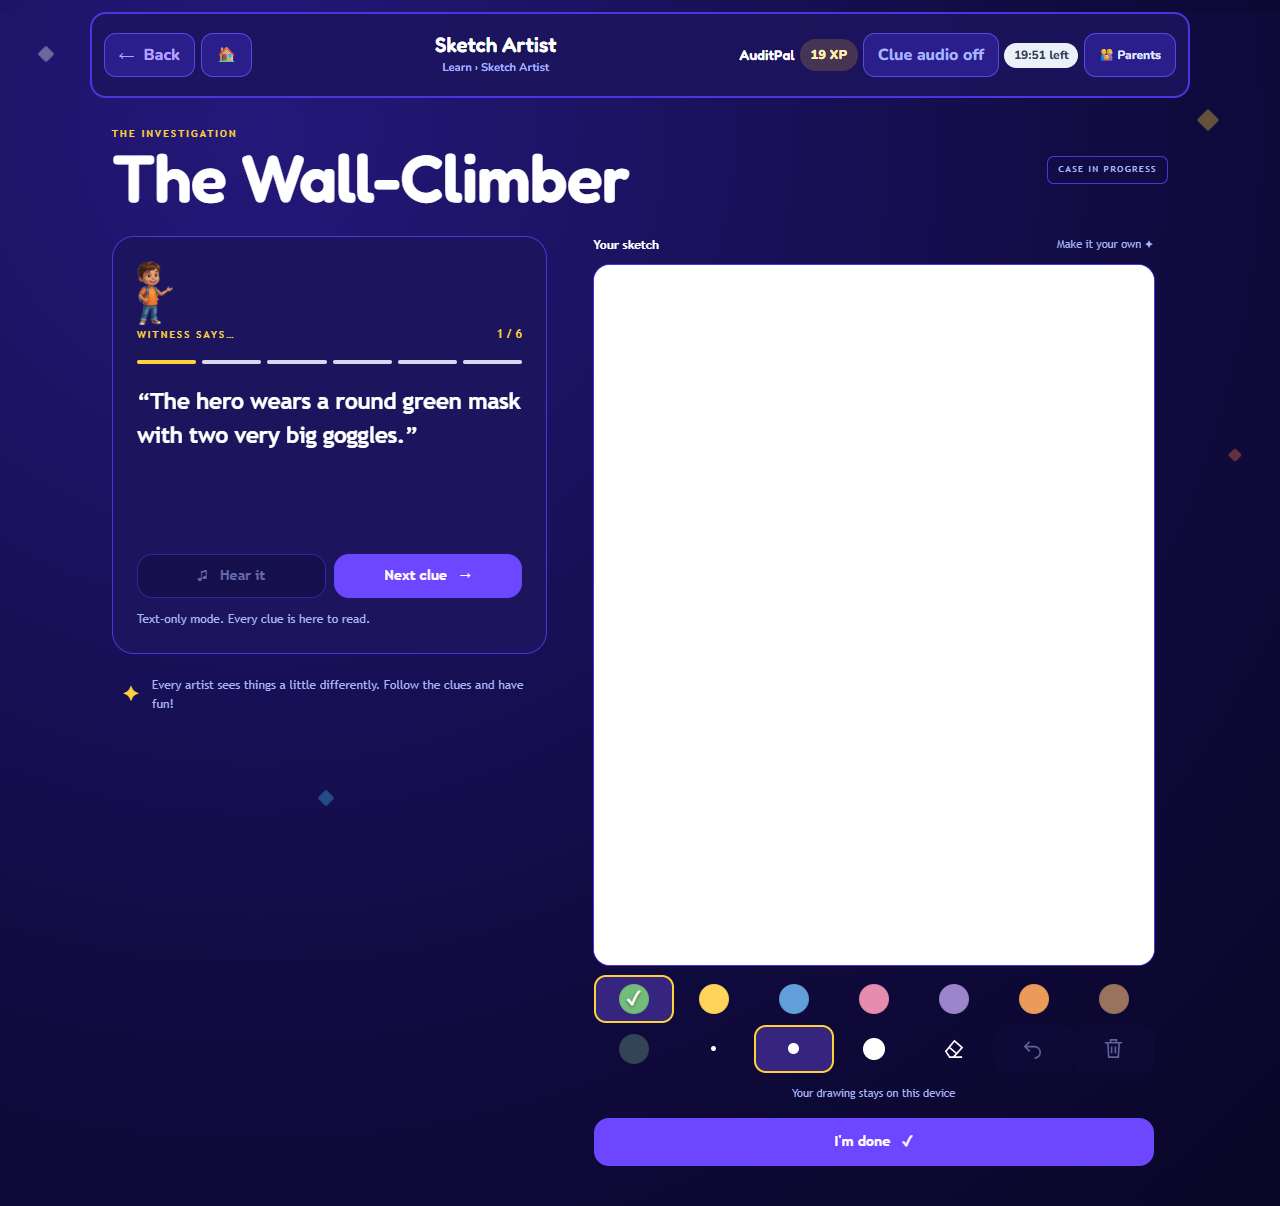 ← Back
Sketch Artist
Learn › Sketch Artist
AuditPal
19 XP
Clue audio off
19:51 left
Parents
THE INVESTIGATION
The Wall-Climber
CASE IN PROGRESS
WITNESS SAYS…
1 / 6
“The hero wears a round green mask
with two very big goggles.”
♫ Hear it
Next clue →
Text-only mode. Every clue is here to read.
Every artist sees things a little differently. Follow the clues and have
fun!
Your sketch
Make it your own ✦
Your drawing stays on this device
I'm done ✓